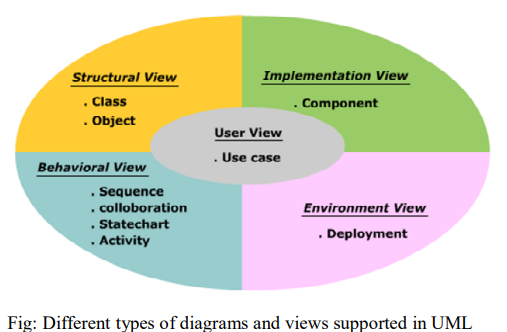 Structural View
. Class
. Object
Implementation View
. Component
User View
. Use case
Behavioral View
. Sequence
. colloboration
. Statechart
. Activity
Environment View
. Deployment
Fig: Different types of diagrams and views supported in UML